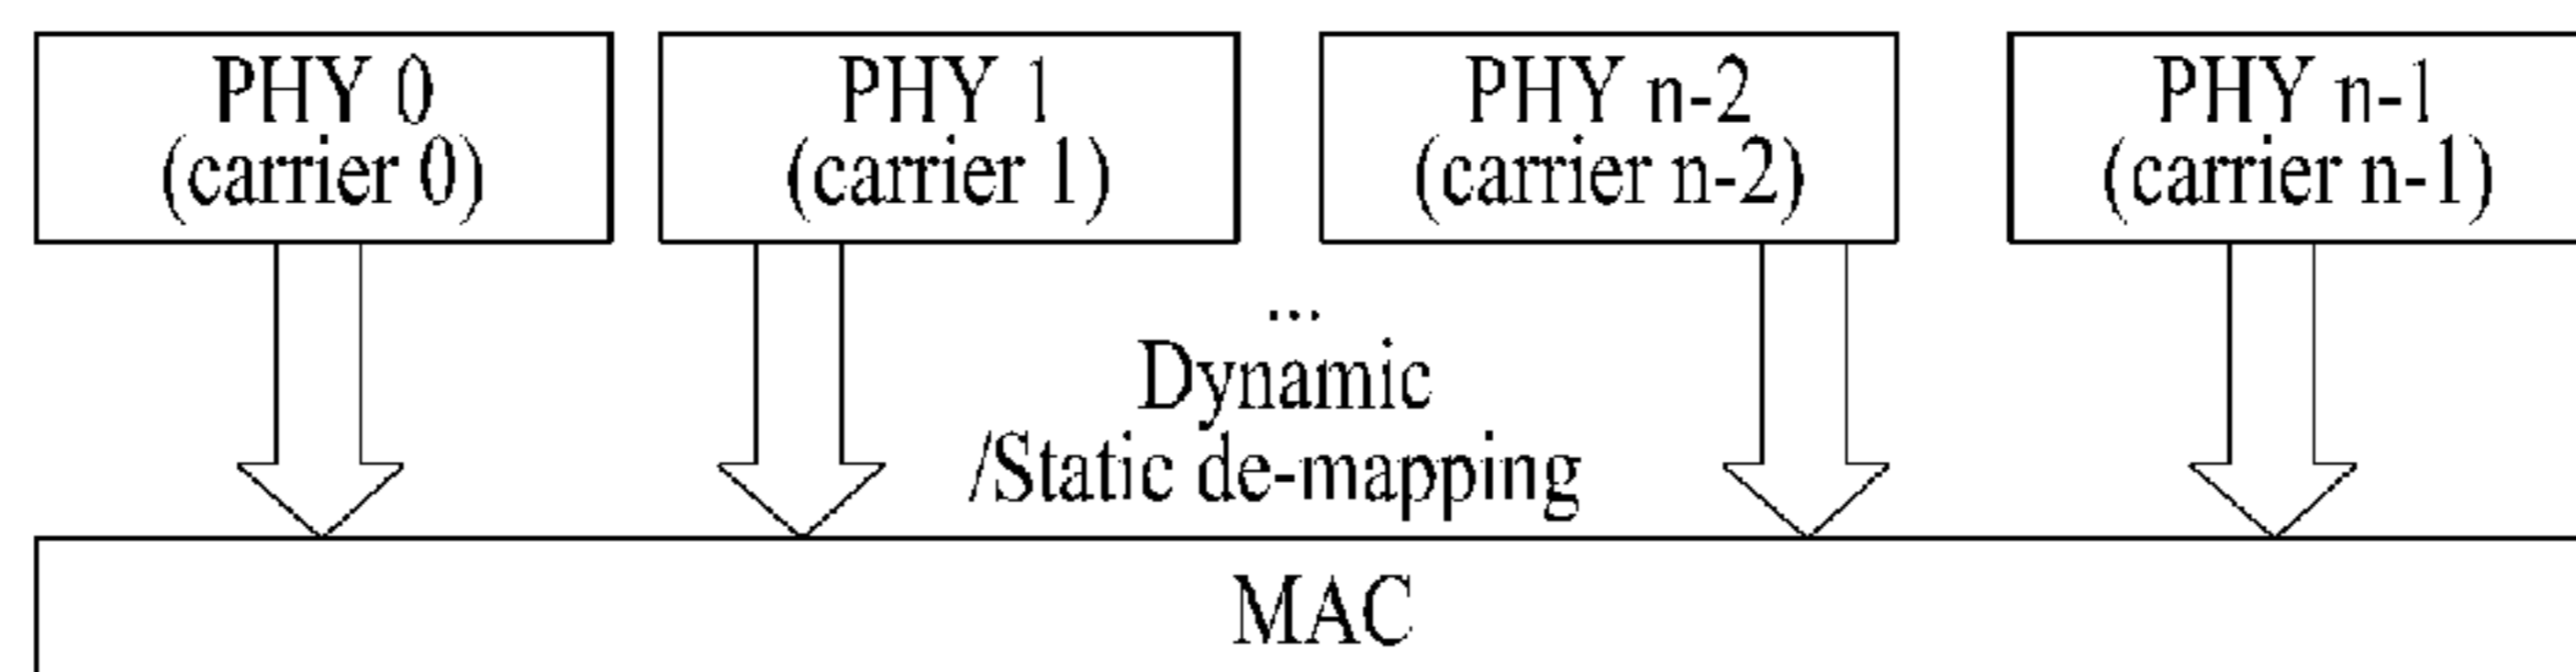 PHY 0
(carrier 0)
PHY 1
(carrier 1)
PHY n-2
(carrier n-2)
PHY n-1
(carrier n-1)
...
Dynamic
/Static de-mapping
MAC